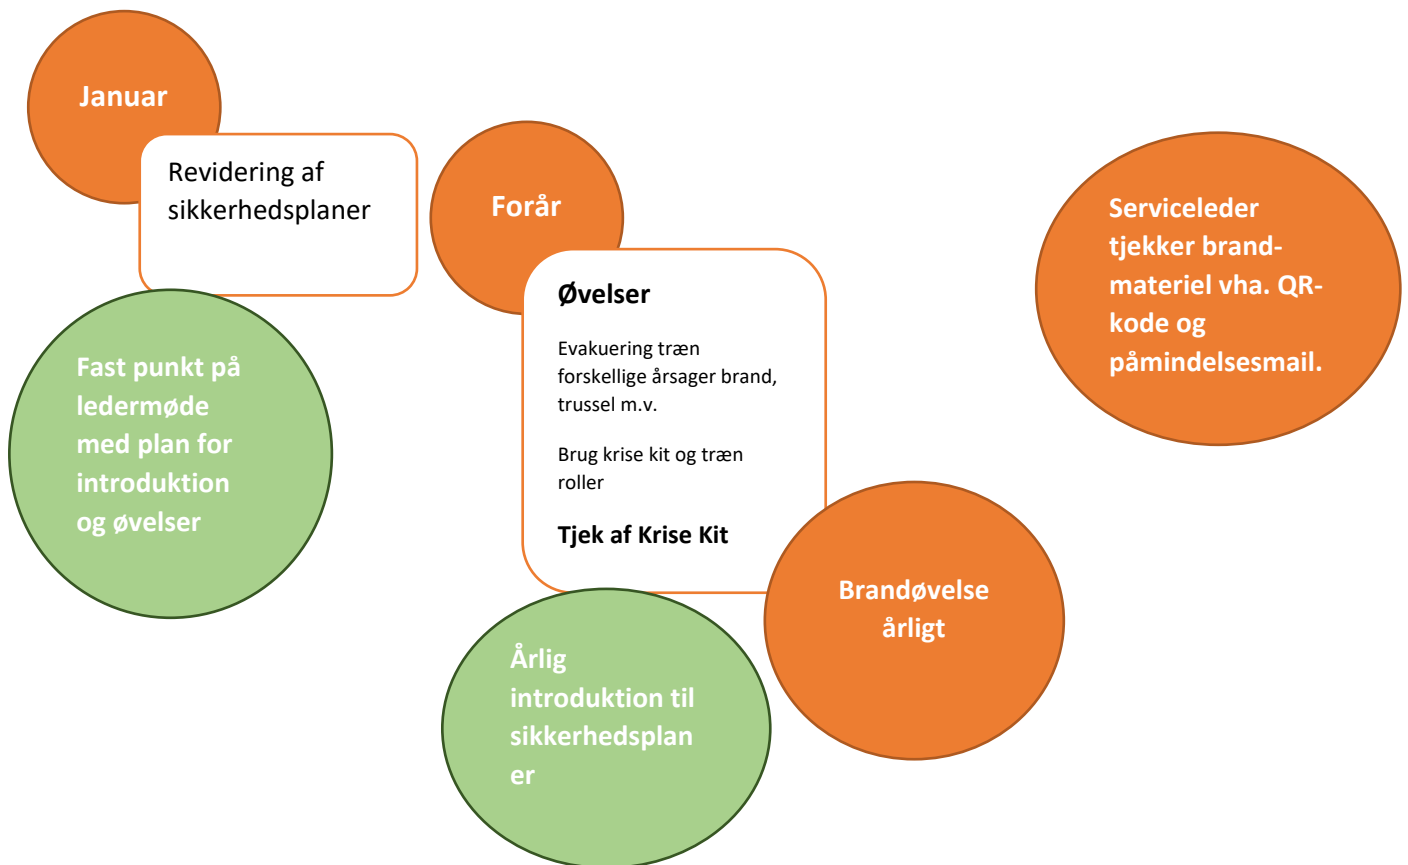 Januar
Revidering af
sikkerhedsplaner
Fast punkt på
ledermøde
med plan for
introduktion
og øvelser
Forår
Øvelser
Evakuering træn
forskellige årsager brand,
trussel m.v.
Brug krise kit og træn
roller
Tjek af Krise Kit
Årlig
introduktion til
sikkerhedsplan
er
Brandøvelse
årligt
Serviceleder
tjekker brand-
materiel vha. QR-
kode og
påmindelsesmail.